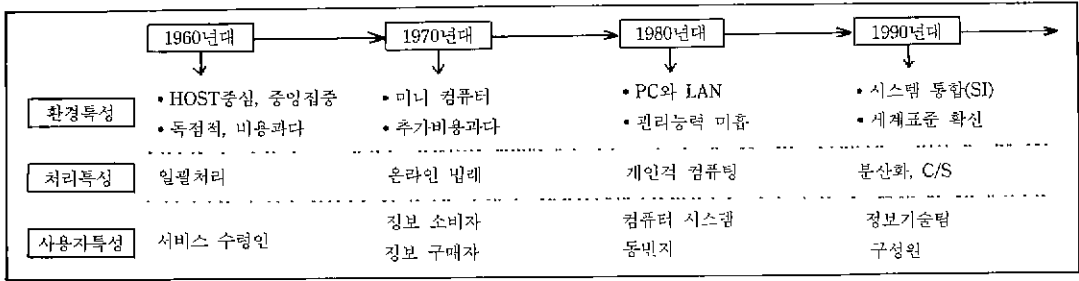 1960년대
1970년대
1980년대
1990년대
환경특성
• HOST중심, 중앙집중
• 독점적, 비용과다
• 미니 컴퓨터
• 추가비용과다
• PC와 LAN
• 관리능력 미흡
• 시스템 통합(SI)
• 세계표준 확신
처리특성
일괄처리
온라인
개인적 컴퓨팅
분산화, C/S
사용자특성
서비스 수령인
정보 소비자
정보 구매자
컴퓨터 시스템
동반자
정보기술팀
구성원